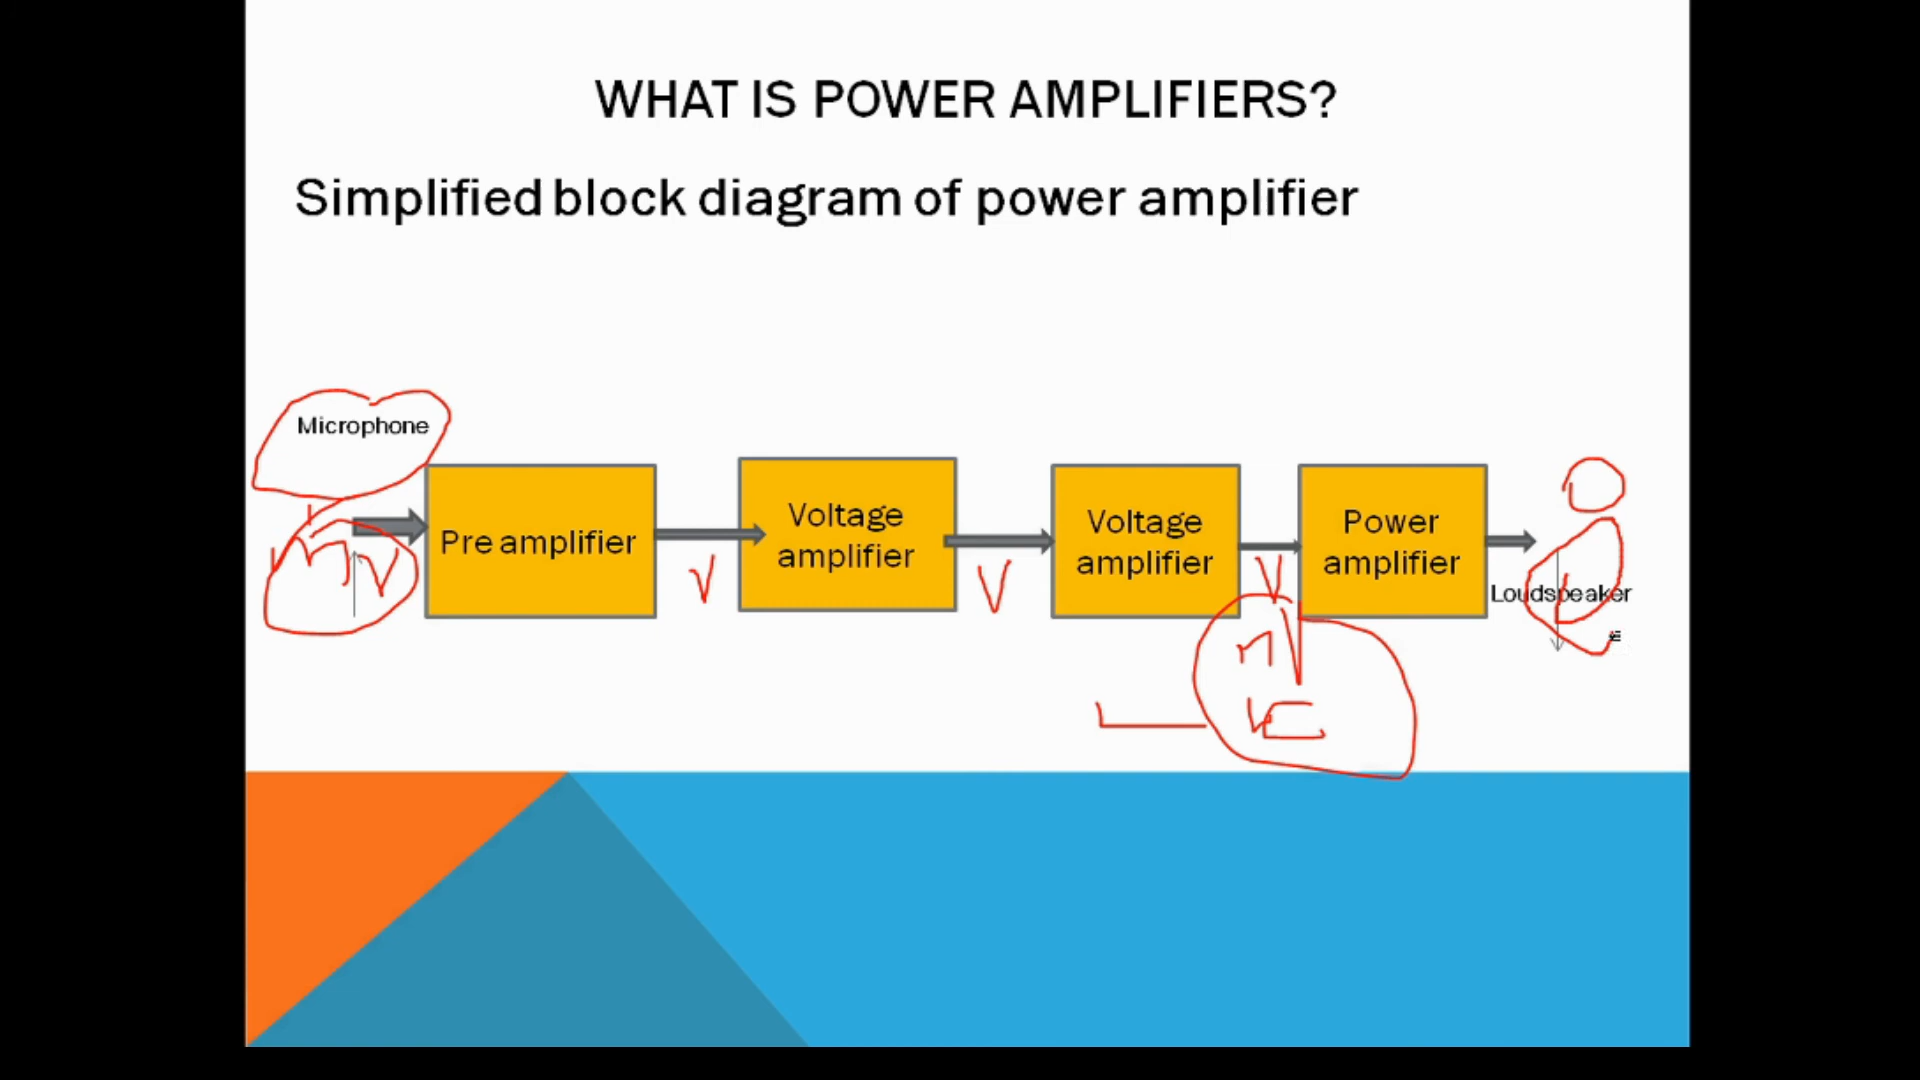 WHAT IS POWER AMPLIFIERS?
Simplified block diagram of power amplifier
Microphone
Pre amplifier
Voltage
amplifier
Voltage
amplifier
Power
amplifier
Loudspeaker
mV
V
V
V